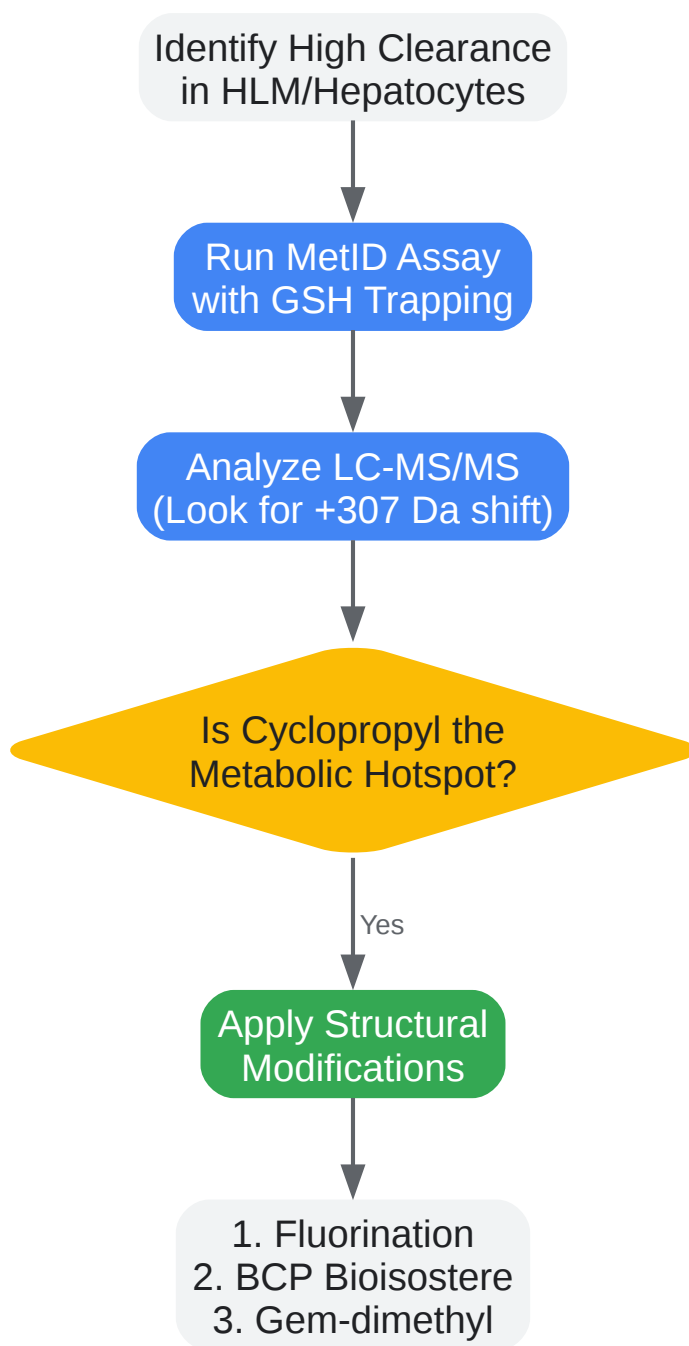 Identify High Clearance
in HLM/Hepatocytes
Run MetID Assay
with GSH Trapping
Analyze LC-MS/MS
(Look for +307 Da shift)
Is Cyclopropyl the
Metabolic Hotspot?
Yes
Apply Structural
Modifications
1. Fluorination
2. BCP Bioisostere
3. Gem-dimethyl